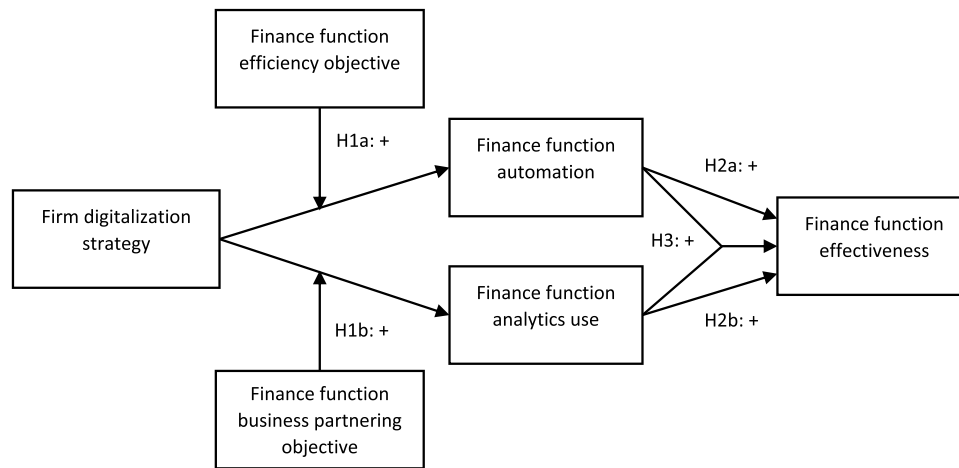 Finance function
efficiency objective
H1a: +
Finance function
automation
H2a: +
Firm digitalization
strategy
H3: +
Finance function
effectiveness
Finance function
analytics use
H1b: +
H2b: +
Finance function
business partnering
objective